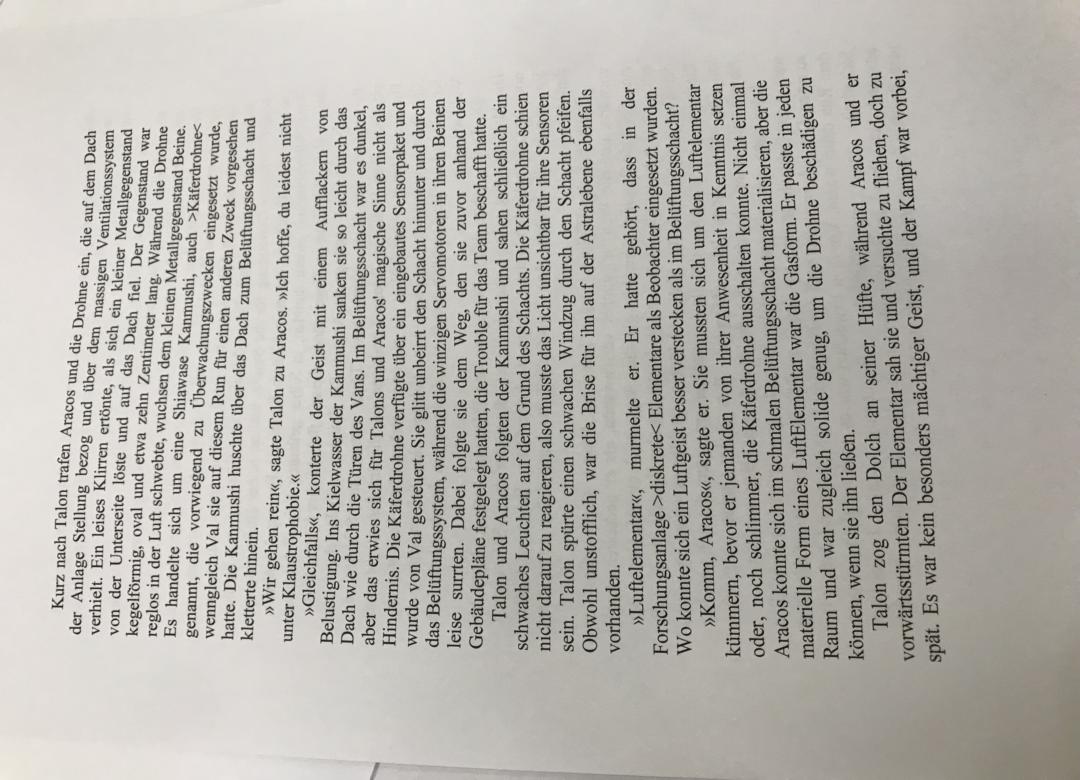 Kurz nach Talon trafen Aracos und die Drohne ein, die auf dem Dach
der Anlage Stellung bezog und über dem massigen Ventilationssystem
verhielt. Ein leises Klirren ertönte, als sich ein kleiner Metallgegenstand
von der Unterseite löste und auf das Dach fiel. Der Gegenstand war
kegelförmig, oval und etwa zehn Zentimeter lang. Während die Drohne
reglos in der Luft schwebte, wuchsen dem kleinen Metallgegenstand Beine.
Es handelte sich um eine Shiawase Kanmushi, auch >Käferdrohne<
genannt, die vorwiegend zu Überwachungszwecken eingesetzt wurde,
wenngleich Val sie auf diesem Run für einen anderen Zweck vorgesehen
hatte. Die Kanmushi huschte über das Dach zum Belüftungsschacht und
kletterte hinein.
»Wir gehen rein«, sagte Talon zu Aracos. »Ich hoffe, du leidest nicht
unter Klaustrophobie.«
»Gleichfalls«, konterte der Geist mit einem Aufflackern von
Belustigung. Ins Kielwasser der Kanmushi sanken sie so leicht durch das
Dach wie durch die Türen des Vans. Im Belüftungsschacht war es dunkel,
aber das erwies sich für Talons und Aracos' magische Sinne nicht als
Hindernis. Die Käferdrohne verfügte über ein eingebautes Sensorpaket und
wurde von Val gesteuert. Sie glitt unbeirrt den Schacht hinunter und durch
das Belüftungssystem, während die winzigen Servomotoren in ihren Beinen
leise surrten. Dabei folgte sie dem Weg, den sie zuvor anhand der
Gebäudepläne festgelegt hatten, die Trouble für das Team beschafft hatte.
Talon und Aracos folgten der Kanmushi und sahen schließlich ein
schwaches Leuchten auf dem Grund des Schachts. Die Käferdrohne schien
nicht darauf zu reagieren, also musste das Licht unsichtbar für ihre Sensoren
sein. Talon spürte einen schwachen Windzug durch den Schacht pfeifen.
Obwohl unstofflich, war die Brise für ihn auf der Astralebene ebenfalls
vorhanden.
»Luftelementar«, murmelte er. Er hatte gehört, dass in der
Forschungsanlage >diskrete< Elementare als Beobachter eingesetzt wurden.
Wo konnte sich ein Luftgeist besser verstecken als im Belüftungsschacht?
»Komm, Aracos«, sagte er. Sie mussten sich um den Luftelementar
kümmern, bevor er jemanden von ihrer Anwesenheit in Kenntnis setzen
oder, noch schlimmer, die Käferdrohne ausschalten konnte. Nicht einmal
Aracos konnte sich im schmalen Belüftungsschacht materialisieren, aber die
materielle Form eines LuftElementar war die Gasform. Er passte in jeden
Raum und war zugleich solide genug, um die Drohne beschädigen zu
können, wenn sie ihn ließen.
Talon zog den Dolch an seiner Hüfte, während Aracos und er
vorwärtsstürmten. Der Elementar sah sie und versuchte zu fliehen, doch zu
spät. Es war kein besonders mächtiger Geist, und der Kampf war vorbei,